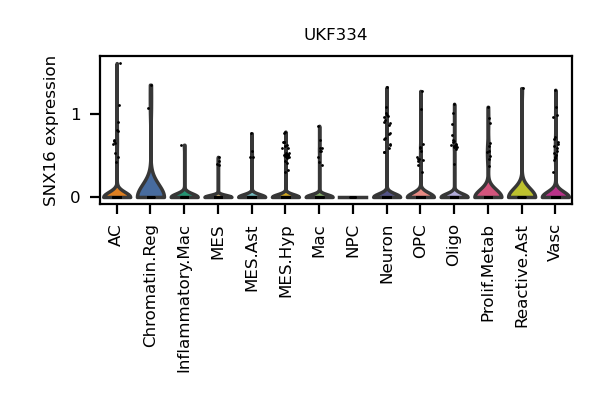 UKF334
SNX16 expression
1
0
AC
Chromatin.Reg
Inflammatory.Mac
MES
MES.Ast
MES.Hyp
Mac
NPC
Neuron
OPC
Oligo
Prolif.Metab
Reactive.Ast
Vasc